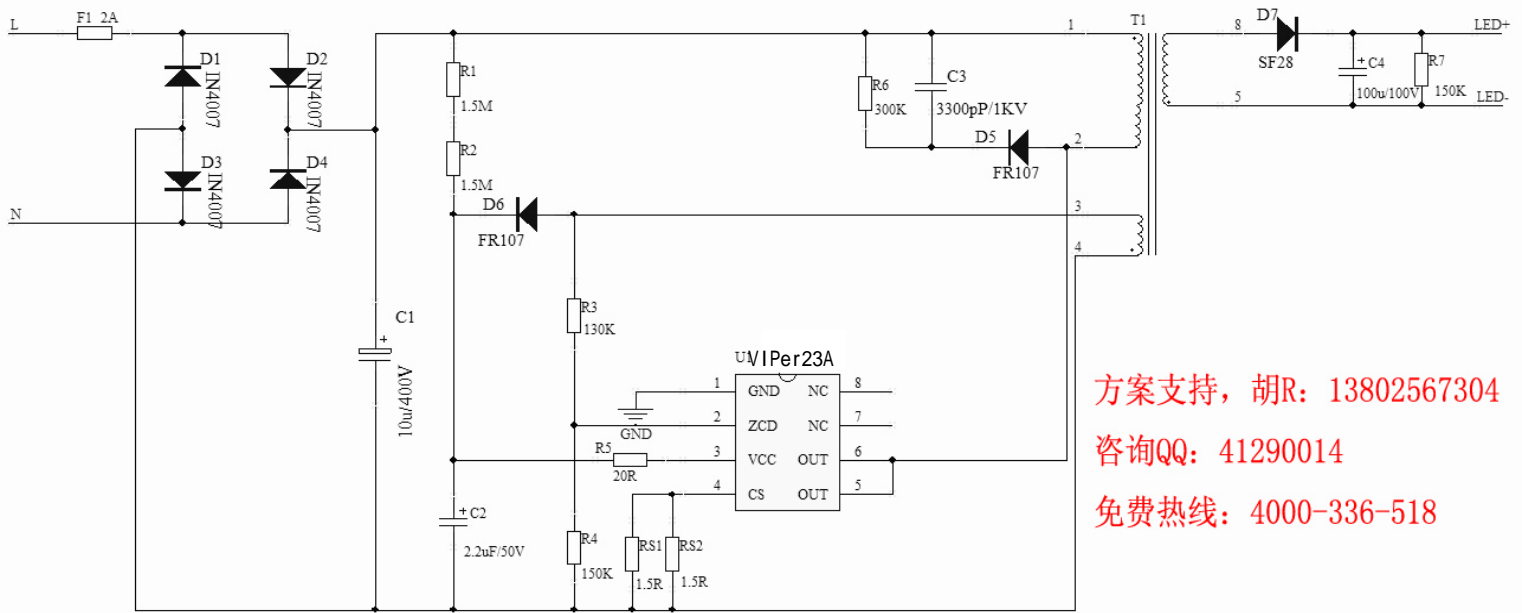 F1 2A
L
D1
IN4007
D2
IN4007
D3
IN4007
D4
IN4007
N
C1
+
10u/400V
R1
1.5M
R2
1.5M
D6
FR107
R3
130K
R4
150K
R5
20R
+ C2
2.2uF/50V
RS1
1.5R
RS2
1.5R
R6
300K
C3
3300pP/1KV
D5
FR107
1
T1
2
3
4
8
5
D7
SF28
+ C4
100u/100V
R7
150K
LED+
LED-
U1 VIPer23A
1 GND NC 8
2 ZCD NC 7
3 VCC OUT 6
4 CS OUT 5
GND
方案支持，胡R：13802567304
咨询QQ：41290014
免费热线：4000-336-518